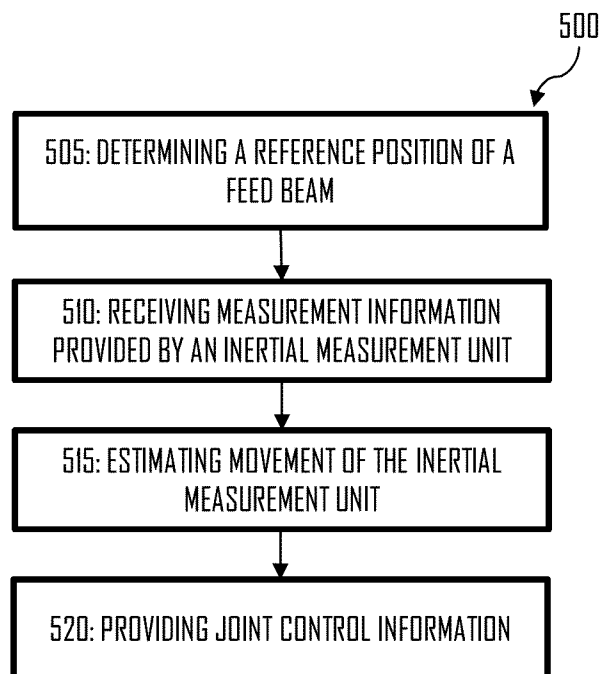 500
505: DETERMINING A REFERENCE POSITION OF A
FEED BEAM
510: RECEIVING MEASUREMENT INFORMATION
PROVIDED BY AN INERTIAL MEASUREMENT UNIT
515: ESTIMATING MOVEMENT OF THE INERTIAL
MEASUREMENT UNIT
520: PROVIDING JOINT CONTROL INFORMATION